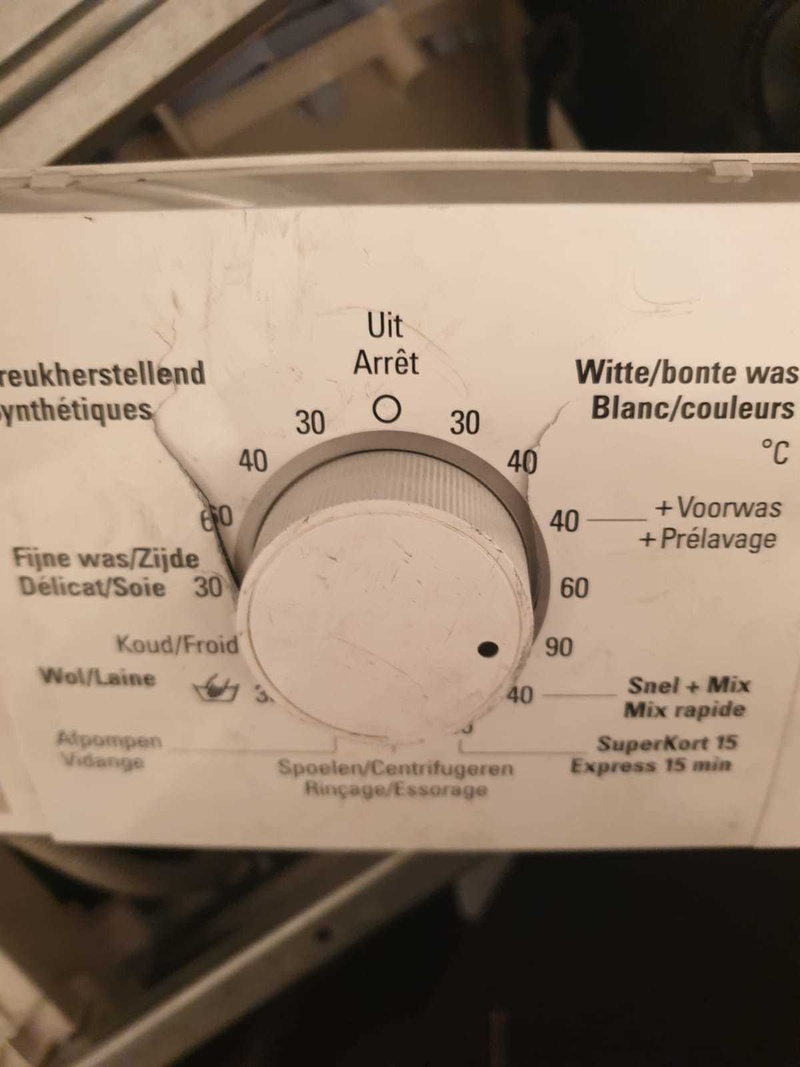 Uit
Arrêt
reukherstellend
ynthétiques
Witte/bonte was
Blanc/couleurs
°C
30
30
40
40
60
40
+Voorwas
+Prélavage
Fijne was/Zijde
Délicat/Soie 30
60
Koud/Froid
90
Wol/Laine
40
Snel + Mix
Mix rapide
Afpompen
Vidange
Spoelen/Centrifugeren
Rinçage/Essorage
SuperKort 15
Express 15 min